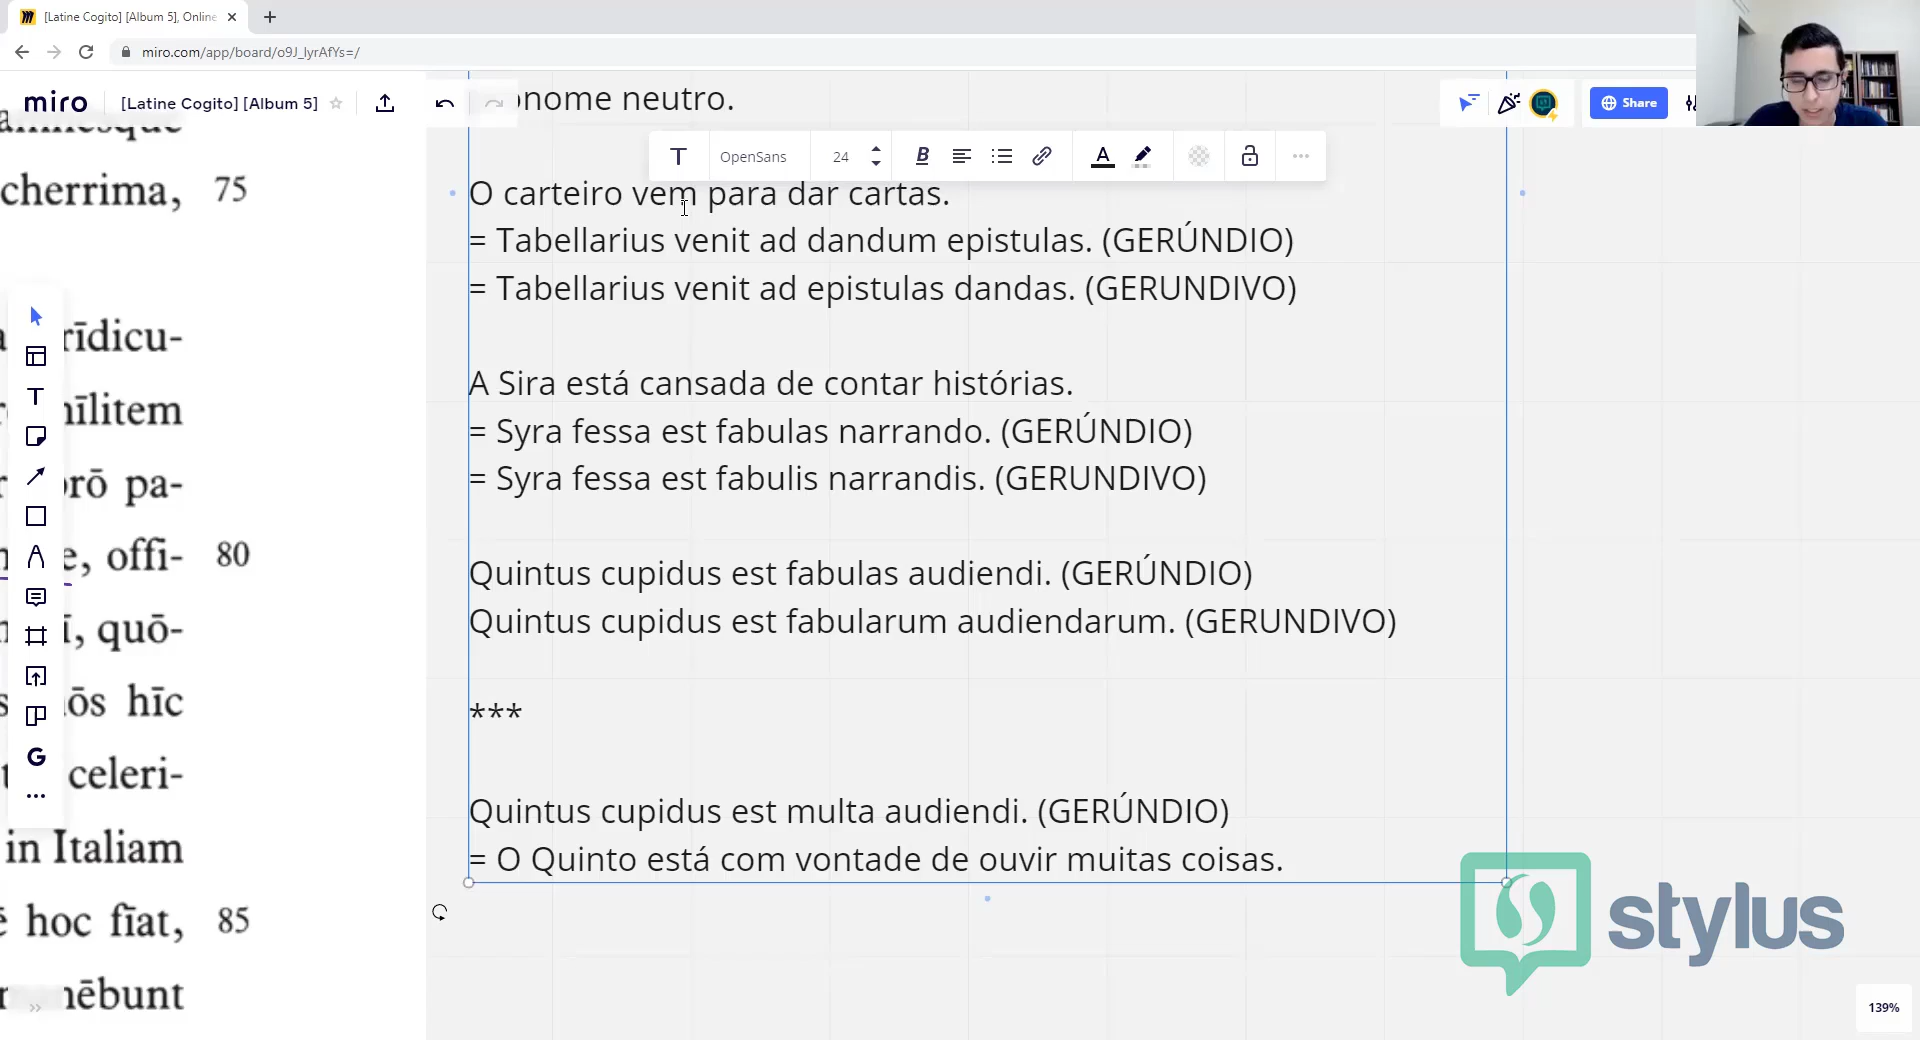 [Latine Cogito] [Album 5], Online
miro.com/app/board/o9J_lyrAfYs=/
miro
[Latine Cogito] [Album 5]
Share
onome neutro.
OpenSans
24
B
A
O carteiro vem para dar cartas.
= Tabellarius venit ad dandum epistulas. (GERÚNDIO)
= Tabellarius venit ad epistulas dandas. (GERUNDIVO)
A Sira está cansada de contar histórias.
= Syra fessa est fabulas narrando. (GERÚNDIO)
= Syra fessa est fabulis narrandis. (GERUNDIVO)
Quintus cupidus est fabulas audiendi. (GERÚNDIO)
Quintus cupidus est fabularum audiendarum. (GERUNDIVO)
***
Quintus cupidus est multa audiendi. (GERÚNDIO)
= O Quinto está com vontade de ouvir muitas coisas.
cherrima, 75
rīdicu-
mīlitem
prō pa-
e, offi- 80
ī, quō-
ōs hīc
celeri-
in Italiam
hoc fīat, 85
nēbunt
stylus
139%